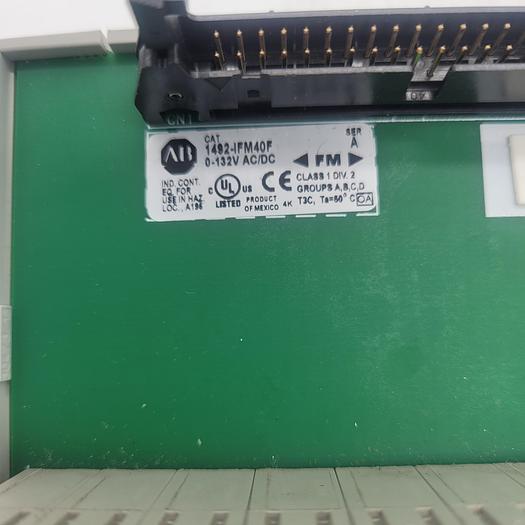 CN1
AB
CAT.
1492-IFM40F
0-132V AC/DC
SER
A
FM
IND. CONT.
EQ. FOR
USE IN HAZ.
LOC., A196
C UL US
LISTED
CE
PRODUCT
OF MEXICO 4K
CLASS 1 DIV. 2
GROUPS A,B,C,D
T3C, Ta=60° C